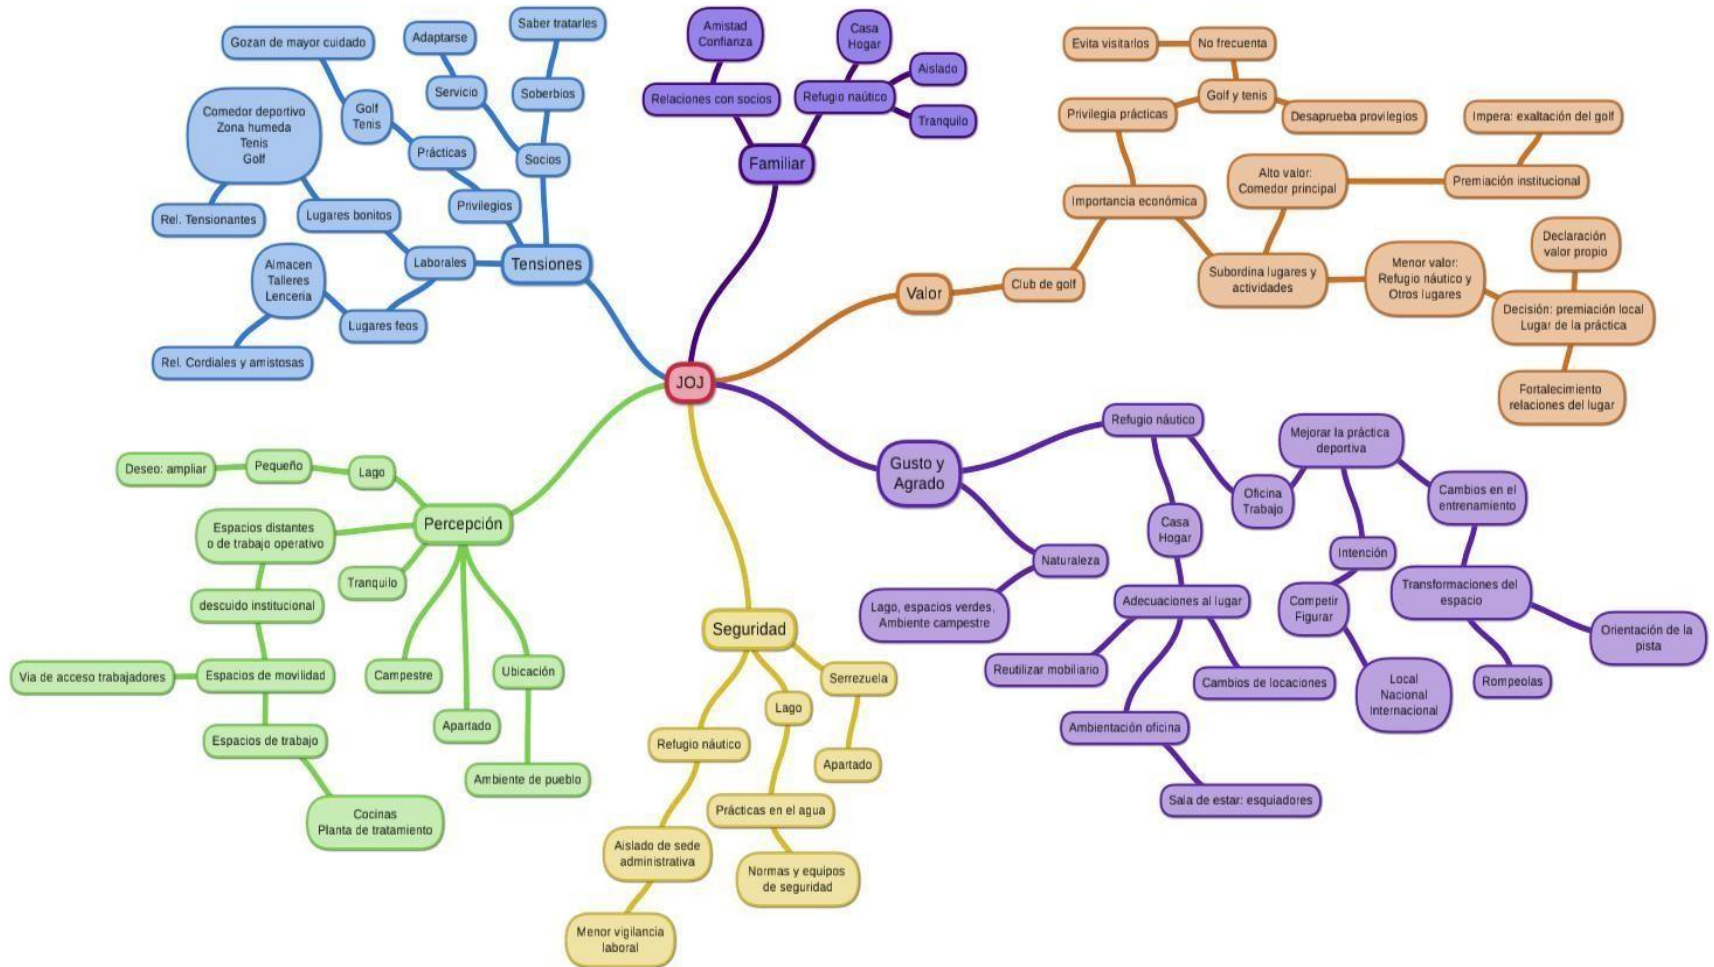 JOJ
Tensiones
Socios
Soberbios
Saber tratarles
Servicio
Adaptarse
Privilegios
Prácticas
Golf
Tenis
Gozan de mayor cuidado
Laborales
Lugares bonitos
Comedor deportivo
Zona humeda
Tenis
Golf
Rel. Tensionantes
Lugares feos
Almacen
Talleres
Lenceria
Rel. Cordiales y amistosas
Familiar
Relaciones con socios
Amistad
Confianza
Refugio naútico
Casa
Hogar
Aislado
Tranquilo
Valor
Club de golf
Importancia económica
Privilegia prácticas
Golf y tenis
No frecuenta
Evita visitarlos
Desaprueba provilegios
Subordina lugares y
actividades
Alto valor:
Comedor principal
Premiación institucional
Impera: exaltación del golf
Menor valor:
Refugio náutico y
Otros lugares
Decisión: premiación local
Lugar de la práctica
Declaración
valor propio
Fortalecimiento
relaciones del lugar
Gusto y
Agrado
Refugio náutico
Oficina
Trabajo
Mejorar la práctica
deportiva
Cambios en el
entrenamiento
Transformaciones del
espacio
Orientación de la
pista
Rompeolas
Intención
Competir
Figurar
Local
Nacional
Internacional
Casa
Hogar
Adecuaciones al lugar
Reutilizar mobiliario
Ambientación oficina
Sala de estar: esquiadores
Cambios de locaciones
Naturaleza
Lago, espacios verdes,
Ambiente campestre
Seguridad
Serrezuela
Apartado
Lago
Prácticas en el agua
Normas y equipos
de seguridad
Refugio náutico
Aislado de sede
administrativa
Menor vigilancia
laboral
Percepción
Lago
Pequeño
Deseo: ampliar
Espacios distantes
o de trabajo operativo
descuido institucional
Espacios de movilidad
Via de acceso trabajadores
Espacios de trabajo
Cocinas
Planta de tratamiento
Tranquilo
Campestre
Apartado
Ubicación
Ambiente de pueblo